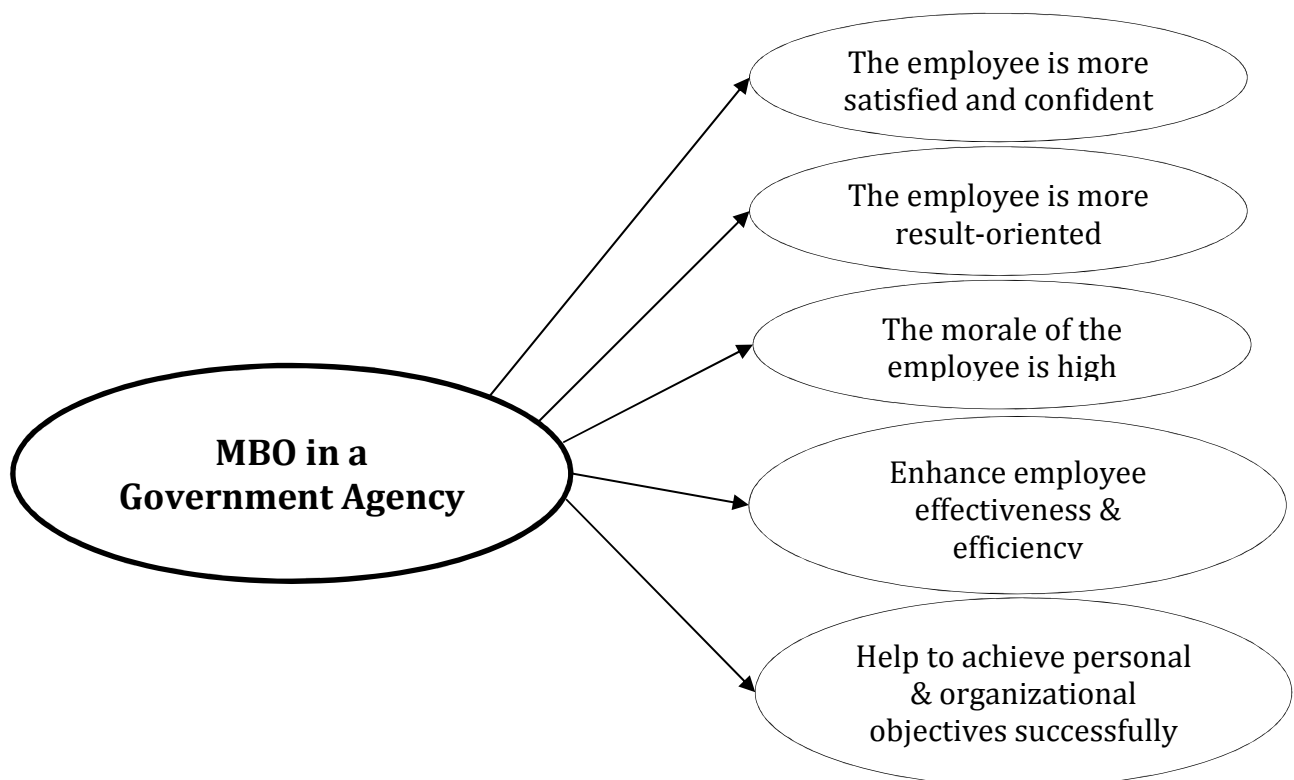 The employee is more
satisfied and confident
The employee is more
result-oriented
The morale of the
employee is high
MBO in a
Government Agency
Enhance employee
effectiveness &
efficiency
Help to achieve personal
& organizational
objectives successfully